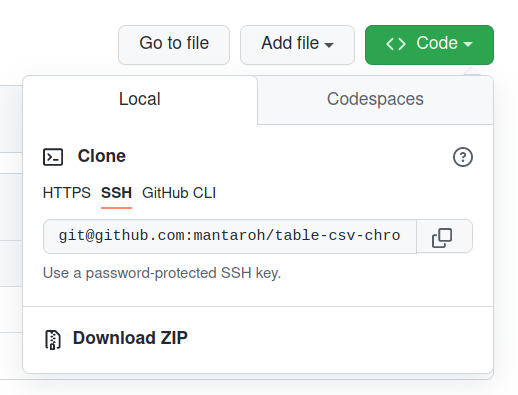 Go to file Add file Code
Local Codespaces
Clone
HTTPS SSH GitHub CLI
git@github.com:mantaroh/table-csv-chro
Use a password-protected SSH key.
Download ZIP